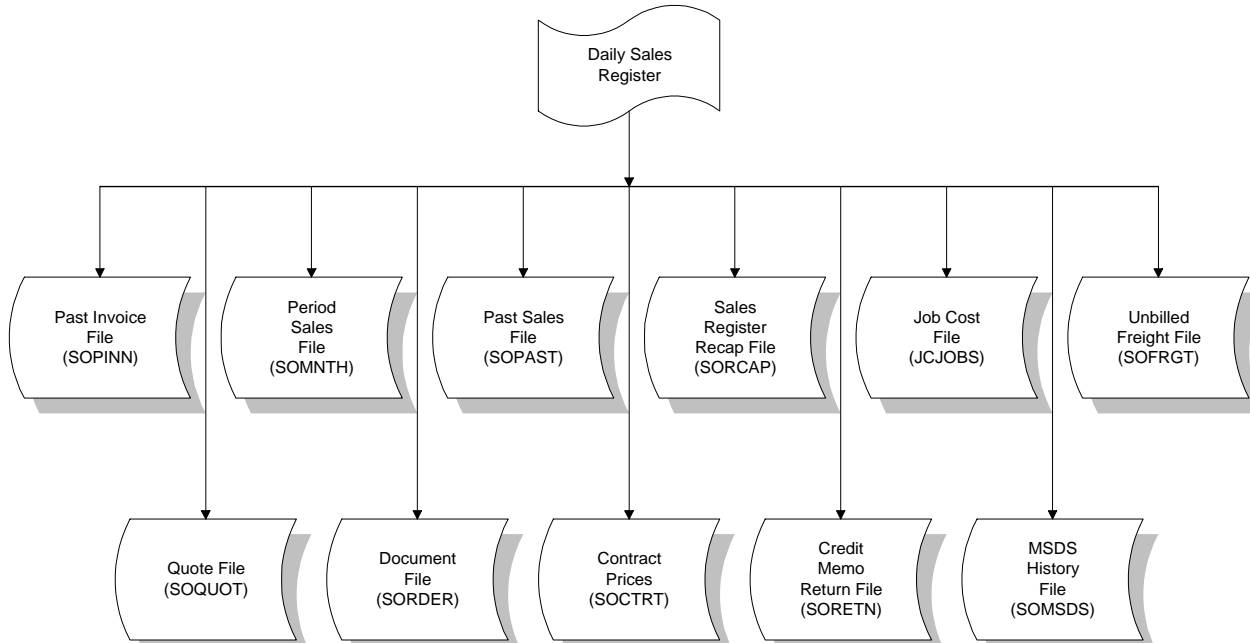 Daily Sales
Register
Past Invoice
File
(SOPINN)
Period
Sales
File
(SOMNTH)
Past Sales
File
(SOPAST)
Sales
Register
Recap File
(SORCAP)
Job Cost
File
(JCJOBS)
Unbilled
Freight File
(SOFRGT)
Quote File
(SOQUOT)
Document
File
(SORDER)
Contract
Prices
(SOCTRT)
Credit
Memo
Return File
(SORETN)
MSDS
History
File
(SOMSDS)